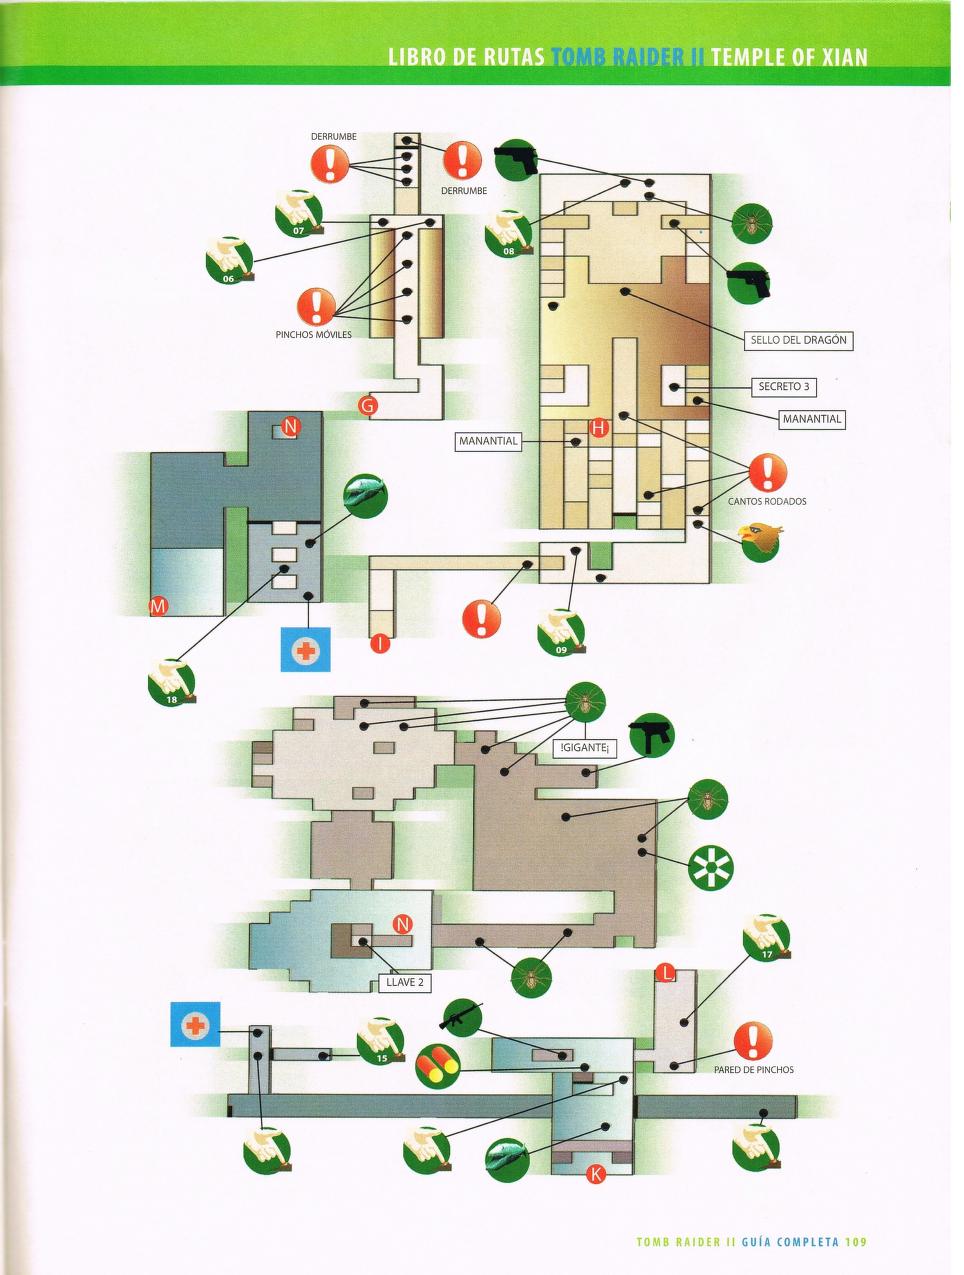 LIBRO DE RUTAS TOMB RAIDER II TEMPLE OF XIAN
DERRUMBE
DERRUMBE
07
08
06
PINCHOS MÓVILES
SELLO DEL DRAGÓN
SECRETO 3
G
MANANTIAL
N
H
MANANTIAL
CANTOS RODADOS
M
I
09
18
!GIGANTE¡
N
17
L
LLAVE 2
15
PARED DE PINCHOS
K
TOMB RAIDER II GUÍA COMPLETA 109